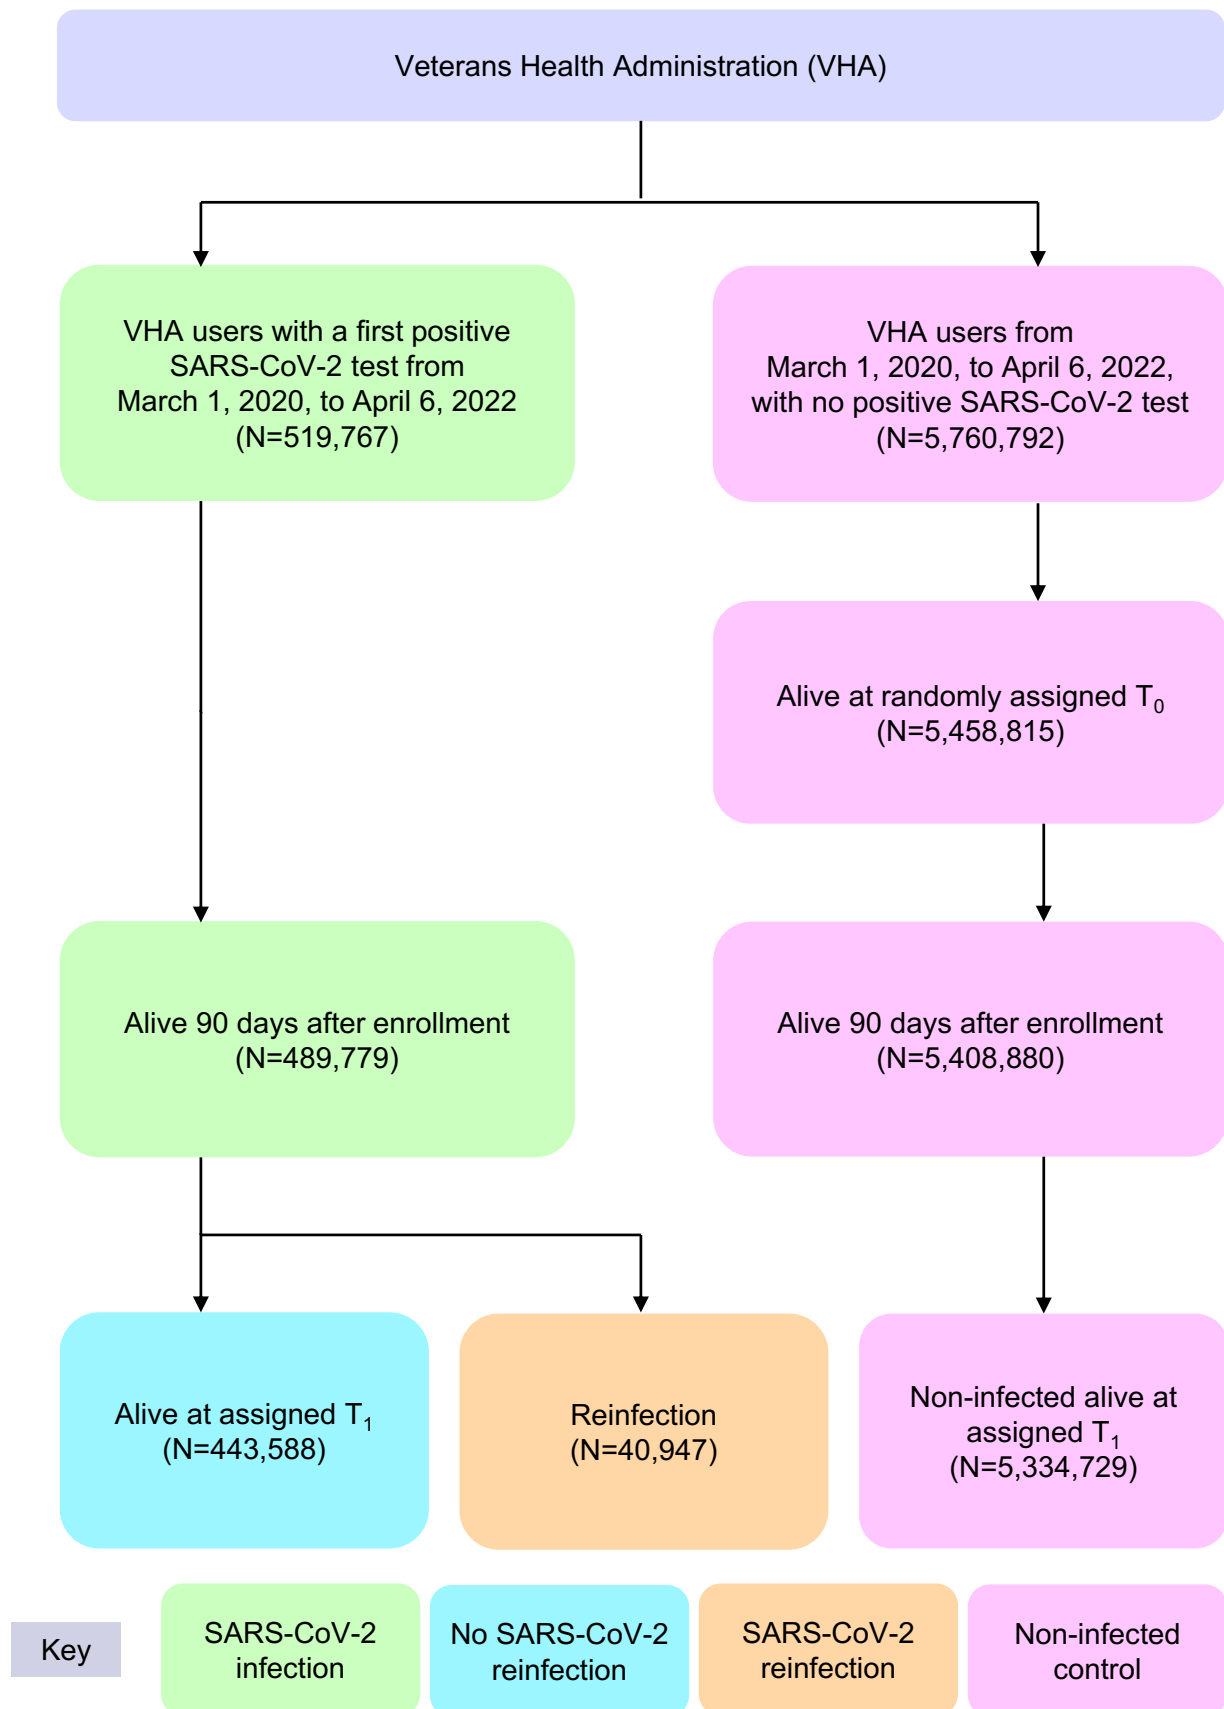 Veterans Health Administration (VHA)
VHA users with a first positive
SARS-CoV-2 test from
March 1, 2020, to April 6, 2022
(N=519,767)
VHA users from
March 1, 2020, to April 6, 2022,
with no positive SARS-CoV-2 test
(N=5,760,792)
Alive at randomly assigned T₀
(N=5,458,815)
Alive 90 days after enrollment
(N=489,779)
Alive 90 days after enrollment
(N=5,408,880)
Alive at assigned T₁
(N=443,588)
Reinfection
(N=40,947)
Non-infected alive at
assigned T₁
(N=5,334,729)
Key
SARS-CoV-2
infection
No SARS-CoV-2
reinfection
SARS-CoV-2
reinfection
Non-infected
control